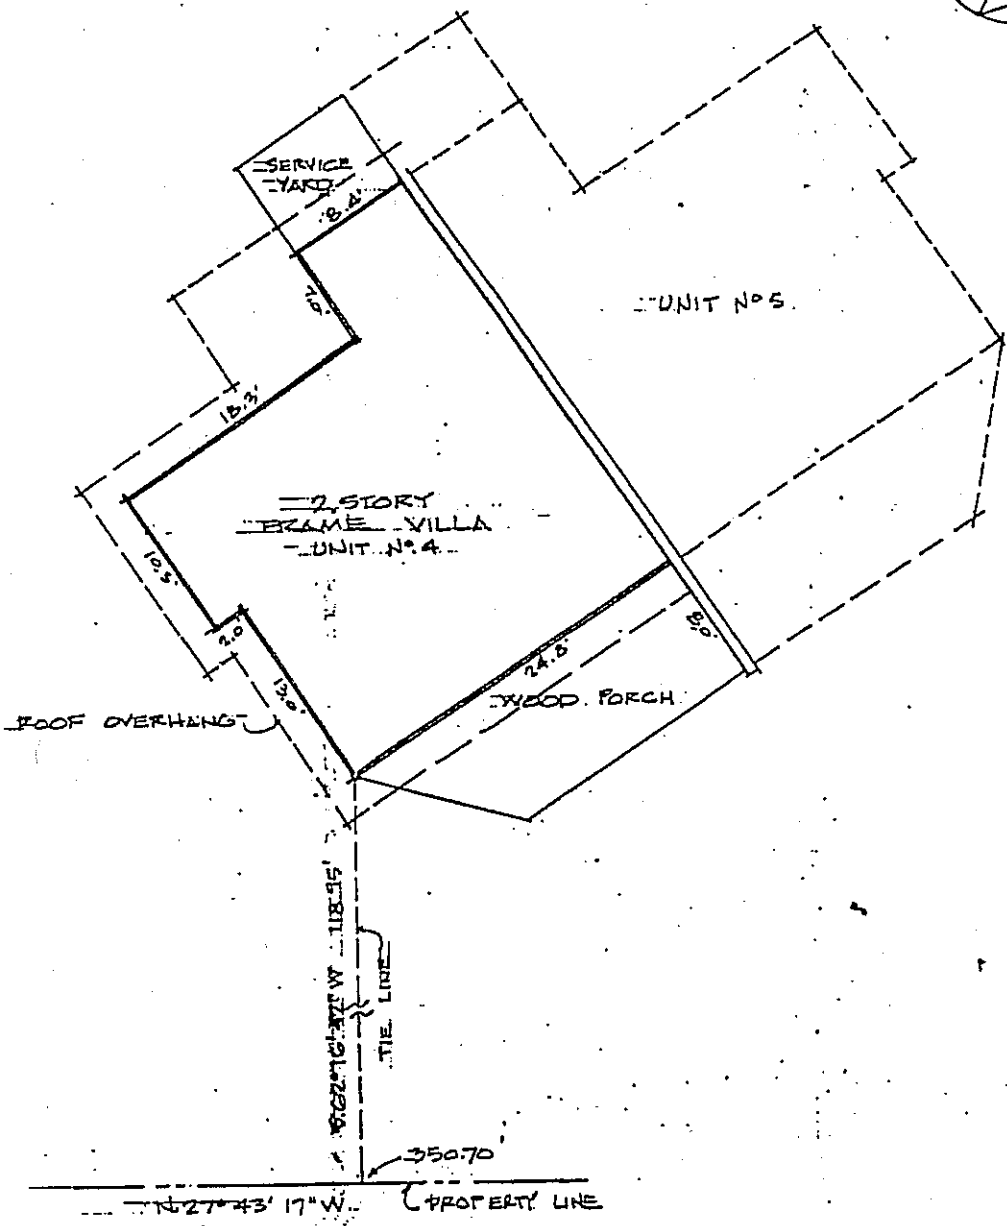 SERVICE
YARD
8.4'
7.0'
UNIT Nº 5
18.3'
2 STORY
FRAME VILLA
UNIT Nº 4
10.5'
2.0'
13.0'
24.8'
8.0'
WOOD PORCH
ROOF OVERHANG
118.95'
TIE LINE
350.70'
N 27° 43' 17" W
PROPERTY LINE